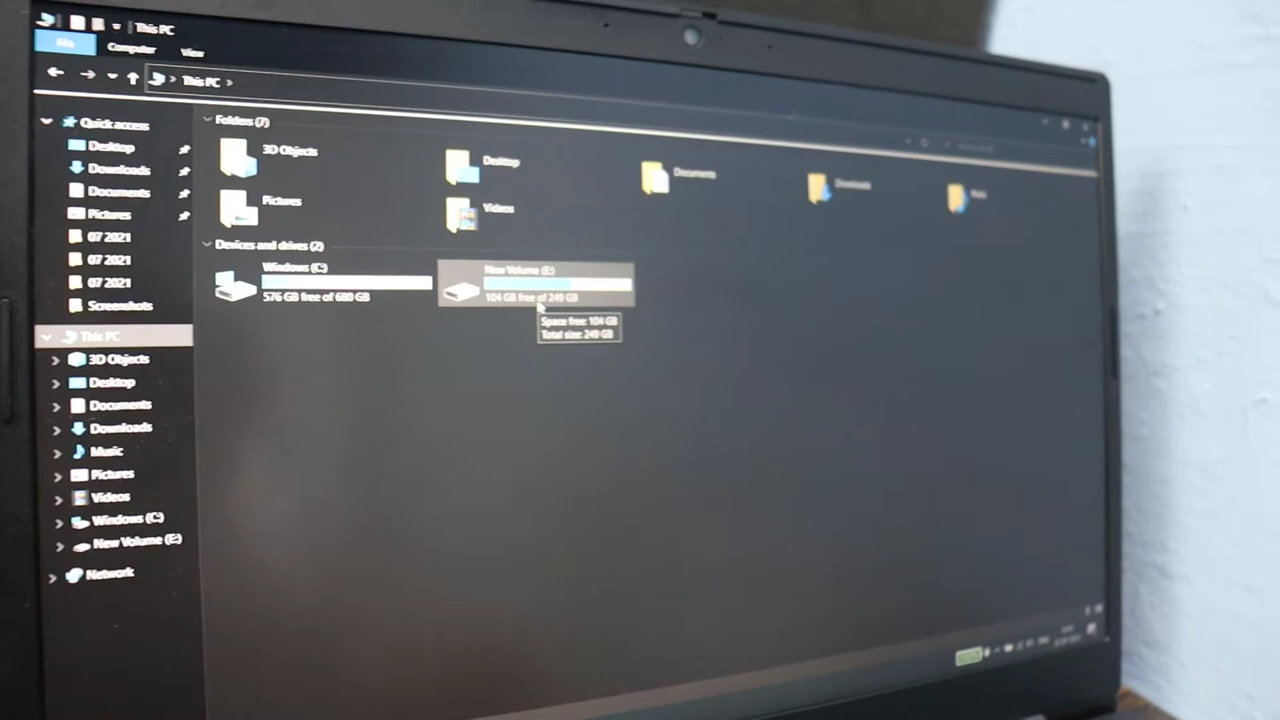 This PC
File
Computer
View
This PC
Quick access
Desktop
Downloads
Documents
Pictures
07 2021
07 2021
07 2021
Screenshots
This PC
3D Objects
Desktop
Documents
Downloads
Music
Pictures
Videos
Windows (C:)
New Volume (E:)
Network
Folders (7)
3D Objects
Desktop
Documents
Downloads
Music
Pictures
Videos
Devices and drives (2)
Windows (C:)
576 GB free of 680 GB
New Volume (E:)
104 GB free of 249 GB
Space free: 104 GB
Total size: 249 GB